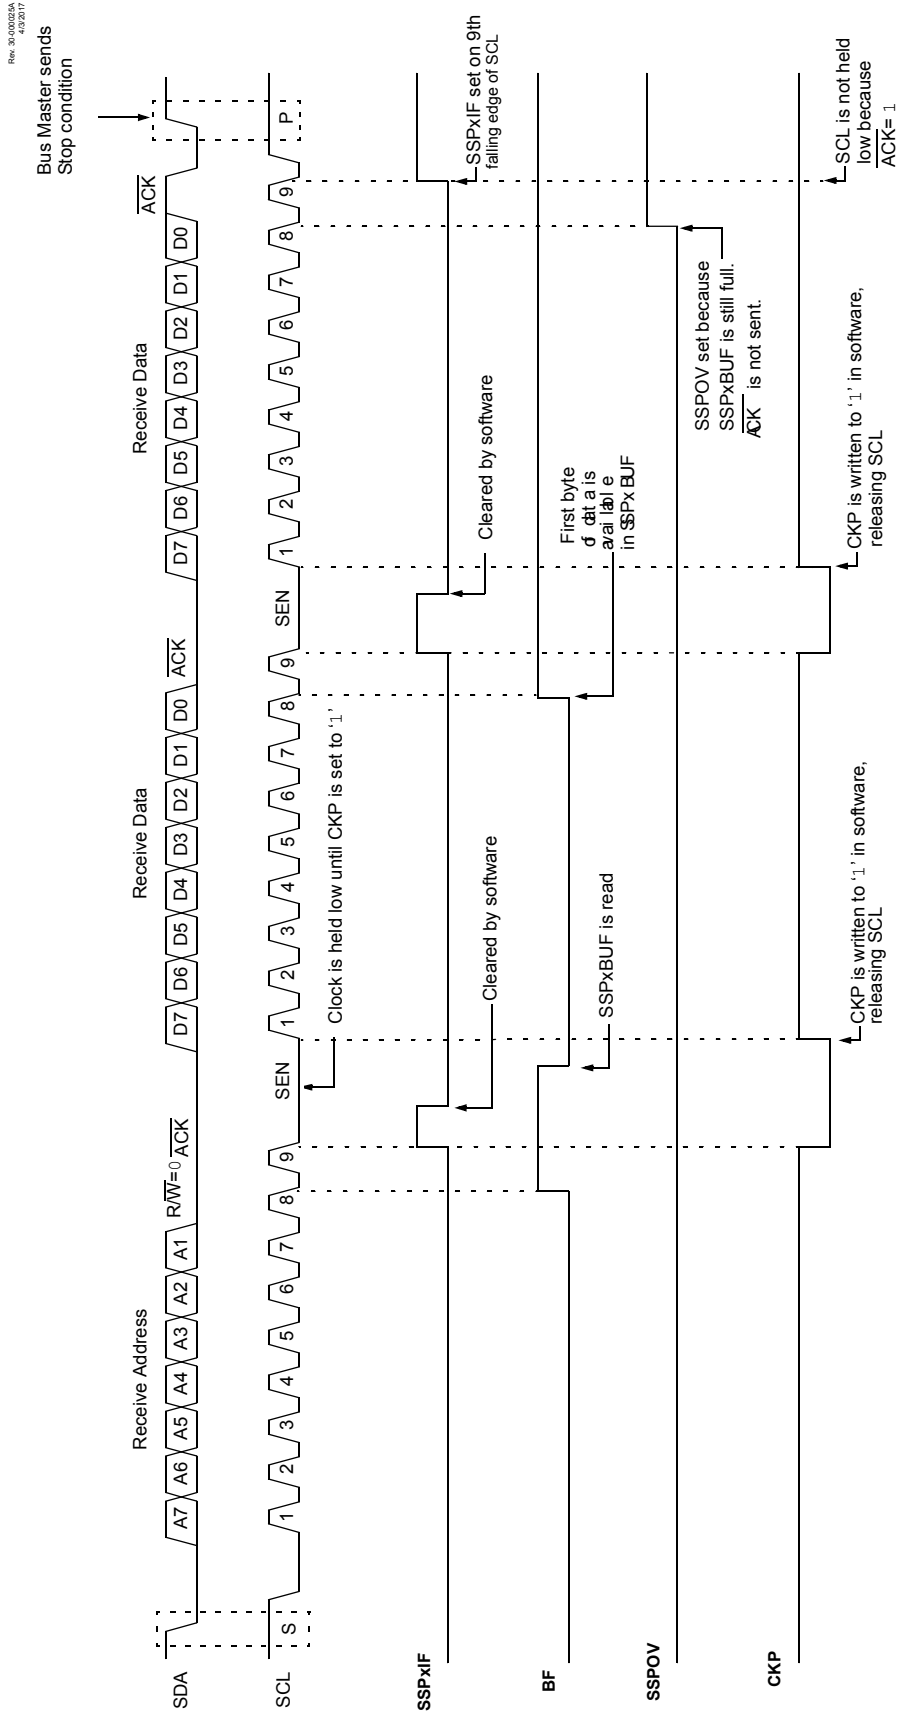 Rev. 30-000025A
4/3/2017
Bus Master sends
Stop condition
Receive Address
Receive Data
Receive Data
R/W=0
ACK
ACK
ACK
SDA
A7 A6 A5 A4 A3 A2 A1
D7 D6 D5 D4 D3 D2 D1 D0
D7 D6 D5 D4 D3 D2 D1 D0
SCL
S
1 2 3 4 5 6 7 8 9
SEN
1 2 3 4 5 6 7 8 9
SEN
1 2 3 4 5 6 7 8 9
P
Clock is held low until CKP is set to ‘1’
SSPxIF
Cleared by software
Cleared by software
SSPxIF set on 9th
falling edge of SCL
BF
SSPxBUF is read
First byte
of data is
available
in SSPxBUF
SSPOV
SSPOV set because
SSPxBUF is still full.
ACK is not sent.
CKP
CKP is written to ‘1’ in software,
releasing SCL
CKP is written to ‘1’ in software,
releasing SCL
SCL is not held
low because
ACK= 1